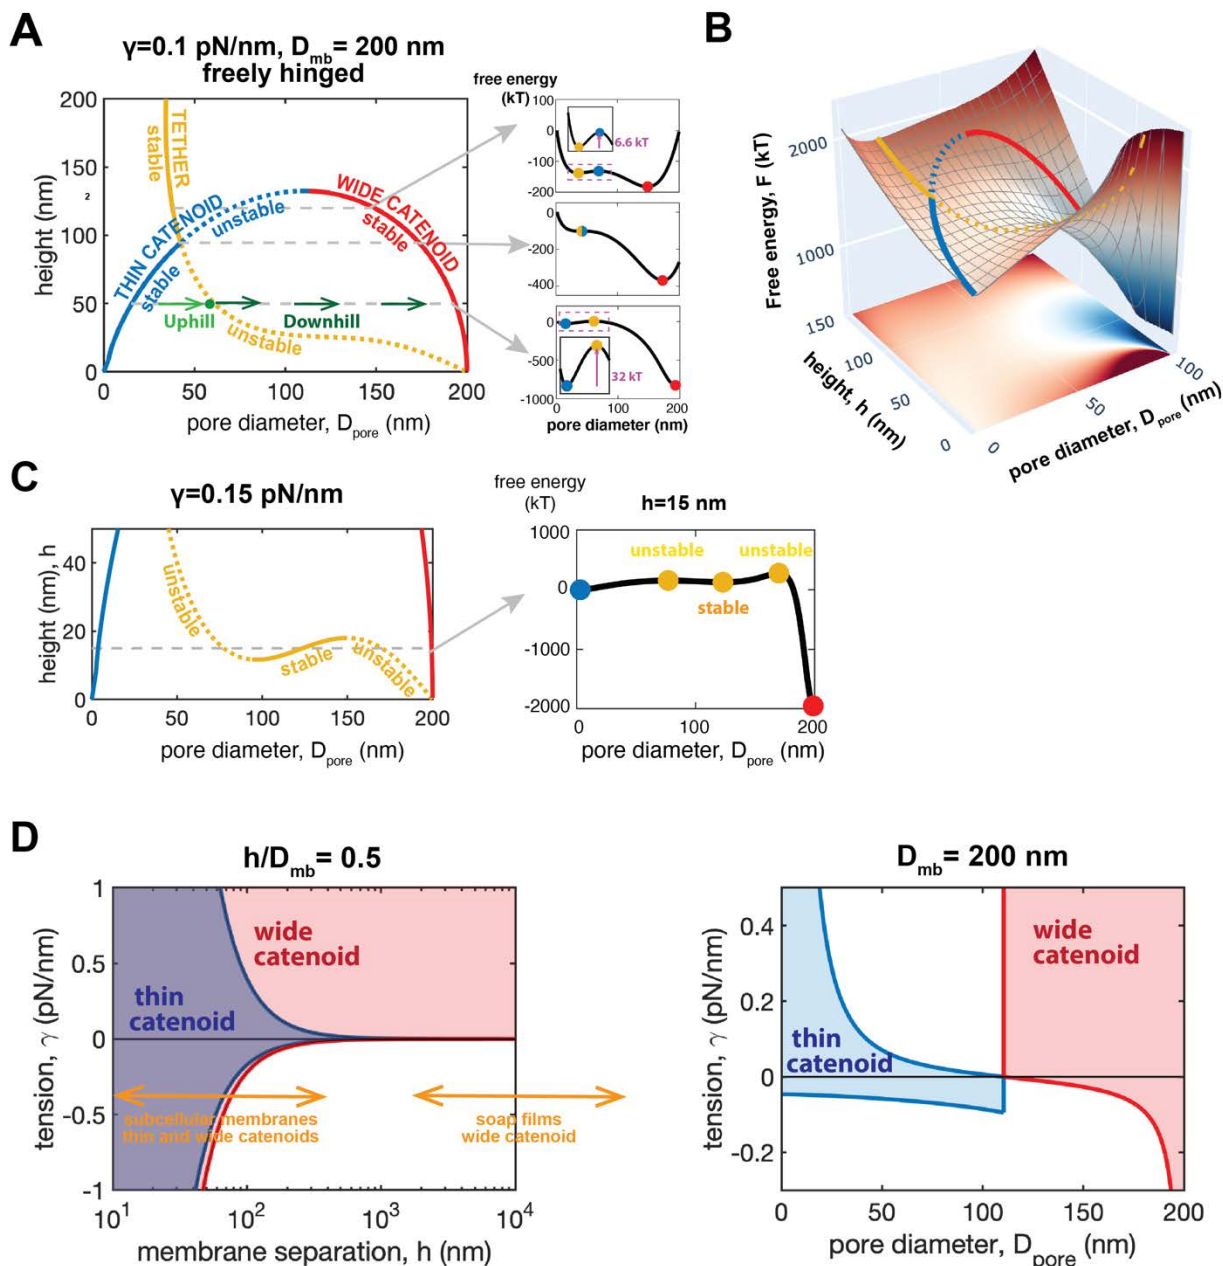 A
γ=0.1 pN/nm, D_mb= 200 nm
freely hinged
200
150
2
100
50
0
height (nm)
0
50
100
150
200
pore diameter, D_pore (nm)
TETHER
stable
THIN CATENOID
stable
unstable
WIDE CATENOID
stable
Uphill
Downhill
unstable
free energy
(kT)
100
0
-100
-200
6.6 kT
0
-200
-400
0
-500
-1000
32 kT
0
100
200
pore diameter (nm)
B
Free energy, F (kT)
2000
1000
150
100
50
0
height, h (nm)
0
50
100
pore diameter, D_pore (nm)
C
γ=0.15 pN/nm
40
20
0
height (nm), h
0
50
100
150
200
pore diameter, D_pore (nm)
unstable
stable
unstable
free energy
(kT)
h=15 nm
1000
0
-1000
-2000
0
100
200
pore diameter, D_pore (nm)
unstable
unstable
stable
D
h/D_mb= 0.5
1
0.5
0
-0.5
-1
tension, γ (pN/nm)
10^1
10^2
10^3
10^4
membrane separation, h (nm)
wide
catenoid
thin
catenoid
subcellular membranes
thin and wide catenoids
soap films
wide catenoid
D_mb= 200 nm
0.4
0.2
0
-0.2
tension, γ (pN/nm)
0
50
100
150
200
pore diameter, D_pore (nm)
wide
catenoid
thin
catenoid